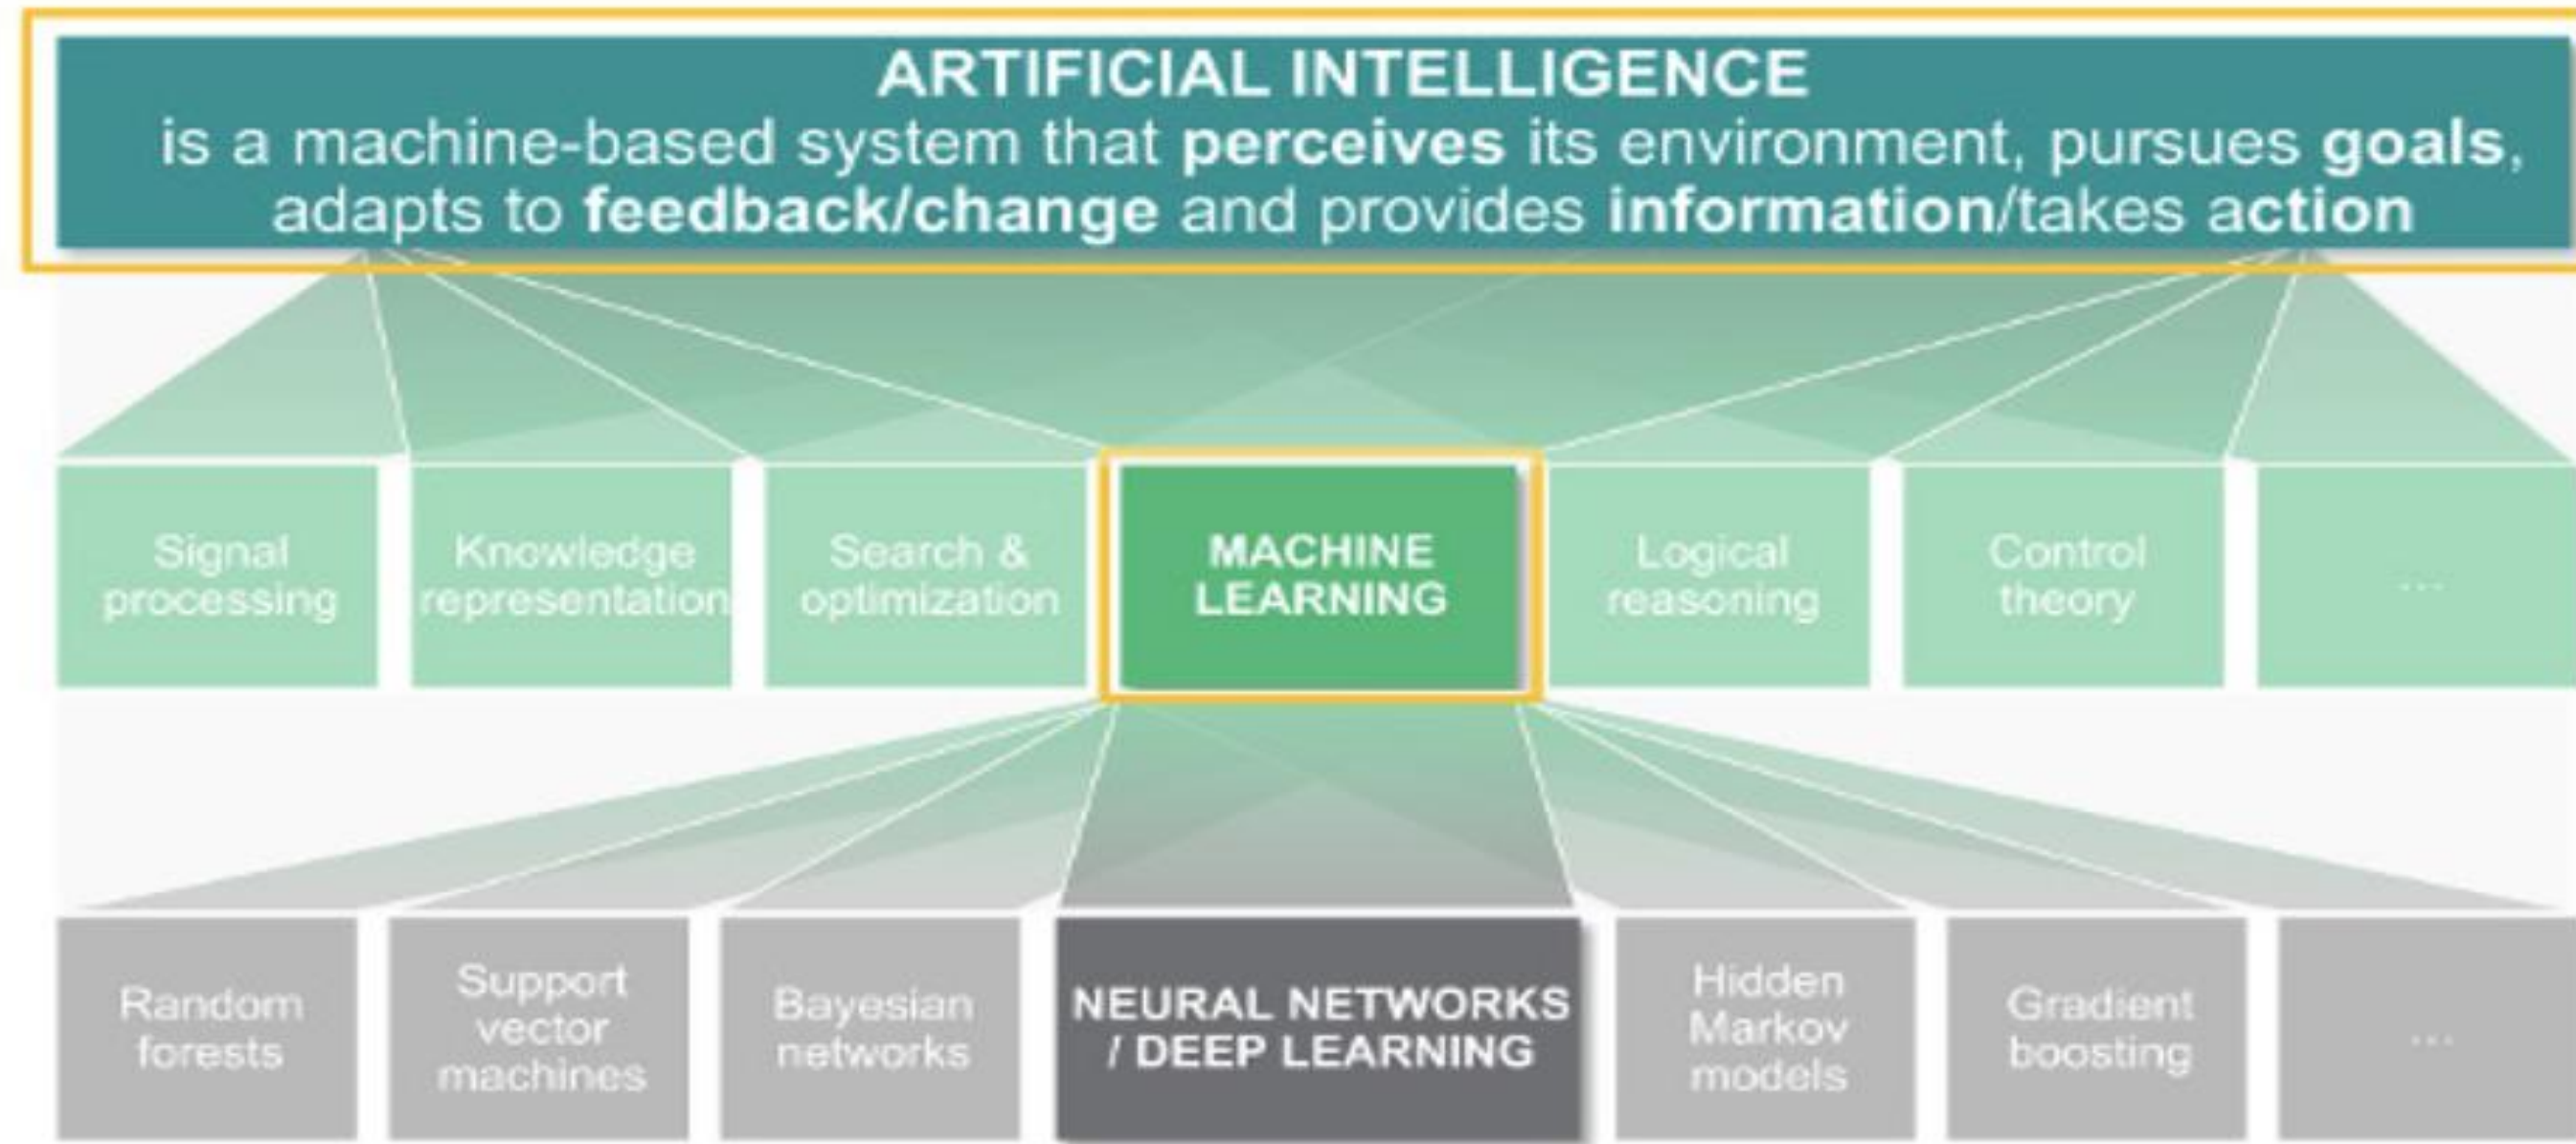 ARTIFICIAL INTELLIGENCE
is a machine-based system that perceives its environment, pursues goals,
adapts to feedback/change and provides information/takes action
Signal
processing
Knowledge
representation
Search &
optimization
MACHINE
LEARNING
Logical
reasoning
Control
theory
...
Random
forests
Support
vector
machines
Bayesian
networks
NEURAL NETWORKS
/ DEEP LEARNING
Hidden
Markov
models
Gradient
boosting
...